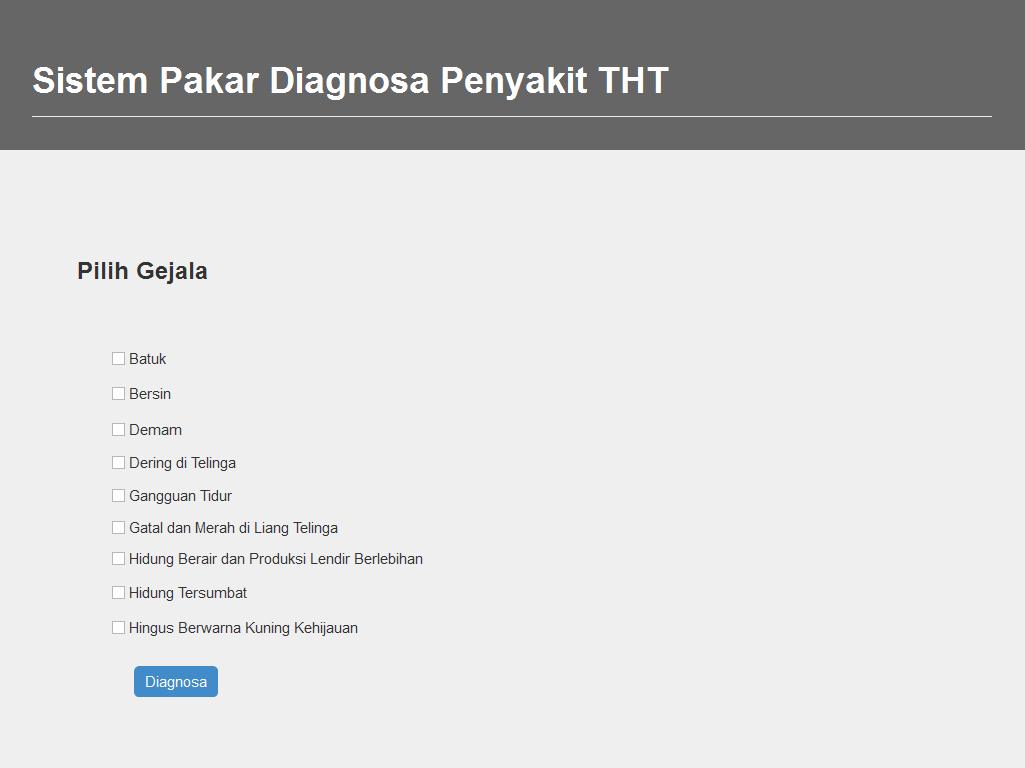 Sistem Pakar Diagnosa Penyakit THT
Pilih Gejala
Batuk
Bersin
Demam
Dering di Telinga
Gangguan Tidur
Gatal dan Merah di Liang Telinga
Hidung Berair dan Produksi Lendir Berlebihan
Hidung Tersumbat
Hingus Berwarna Kuning Kehijauan
Diagnosa